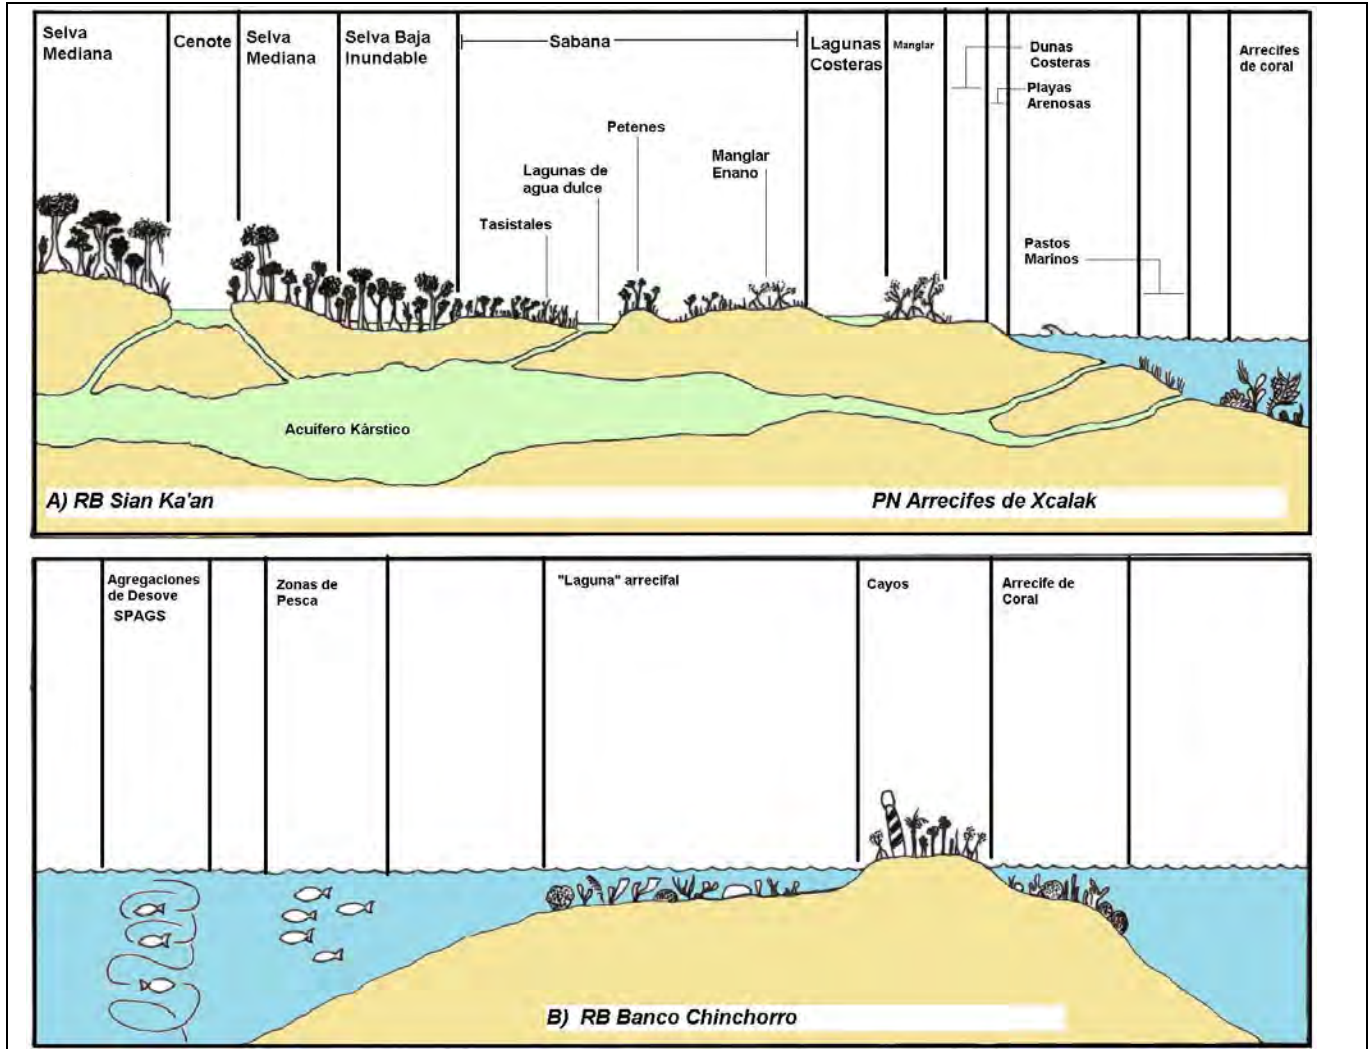 Selva
Mediana
Cenote
Selva
Mediana
Selva Baja
Inundable
Sabana
Lagunas
Costeras
Manglar
Dunas
Costeras
Playas
Arenosas
Arrecifes
de coral
Petenes
Manglar
Enano
Lagunas de
agua dulce
Tasistales
Pastos
Marinos
Acuífero Kárstico
A) RB Sian Ka'an
PN Arrecifes de Xcalak
Agregaciones
de Desove
SPAGS
Zonas de
Pesca
"Laguna" arrecifal
Cayos
Arrecife de
Coral
B) RB Banco Chinchorro